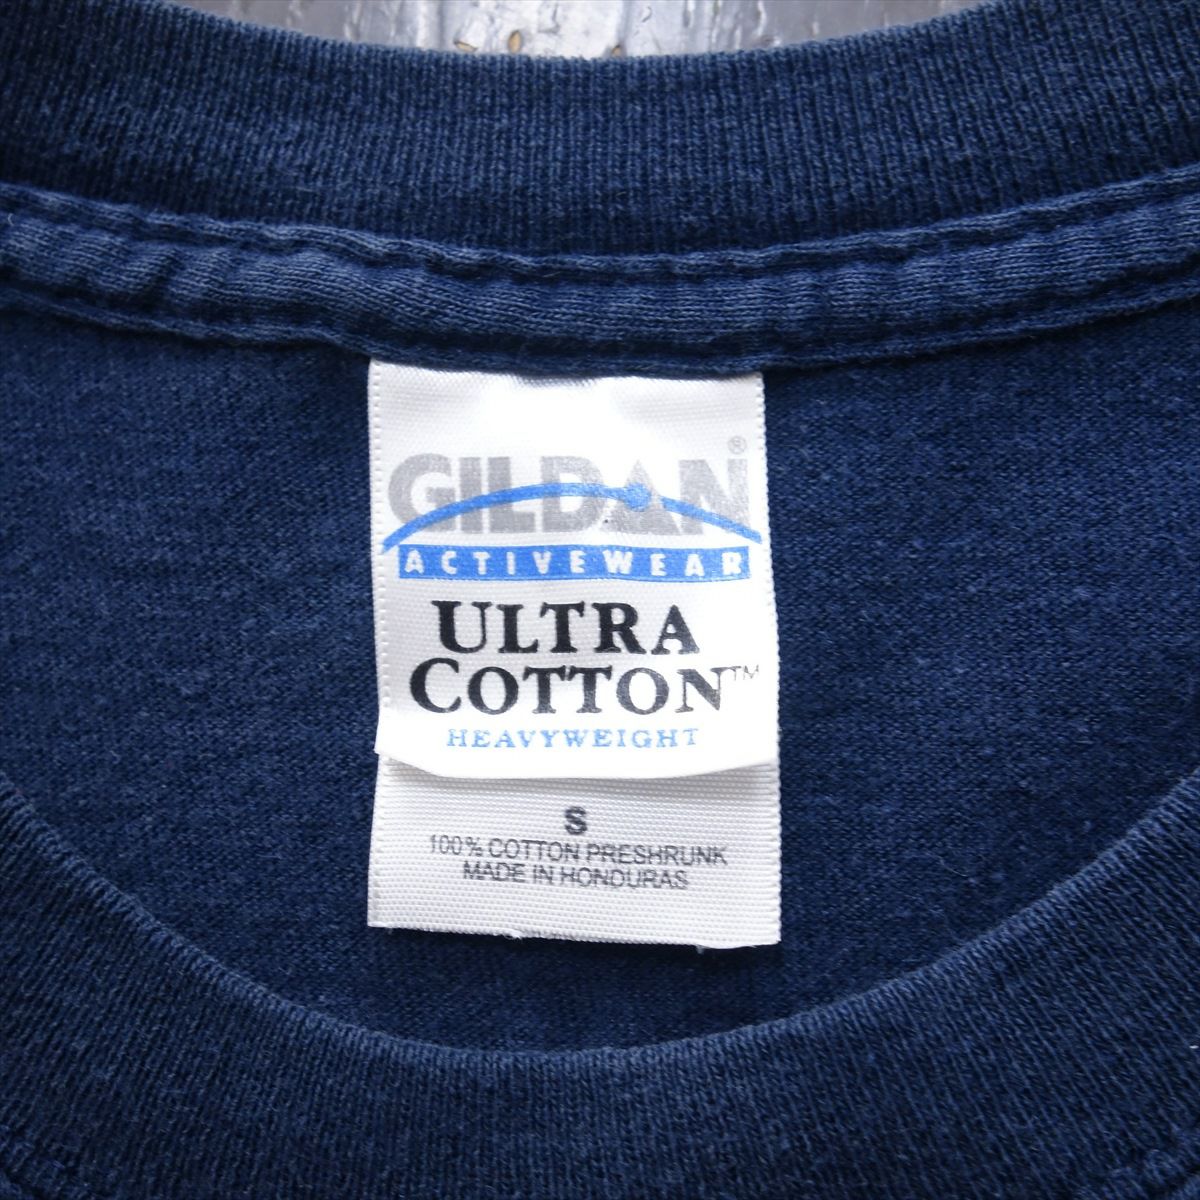 GILDAN®
ACTIVEWEAR
ULTRA
COTTON™
HEAVYWEIGHT
S
100% COTTON PRESHRUNK
MADE IN HONDURAS